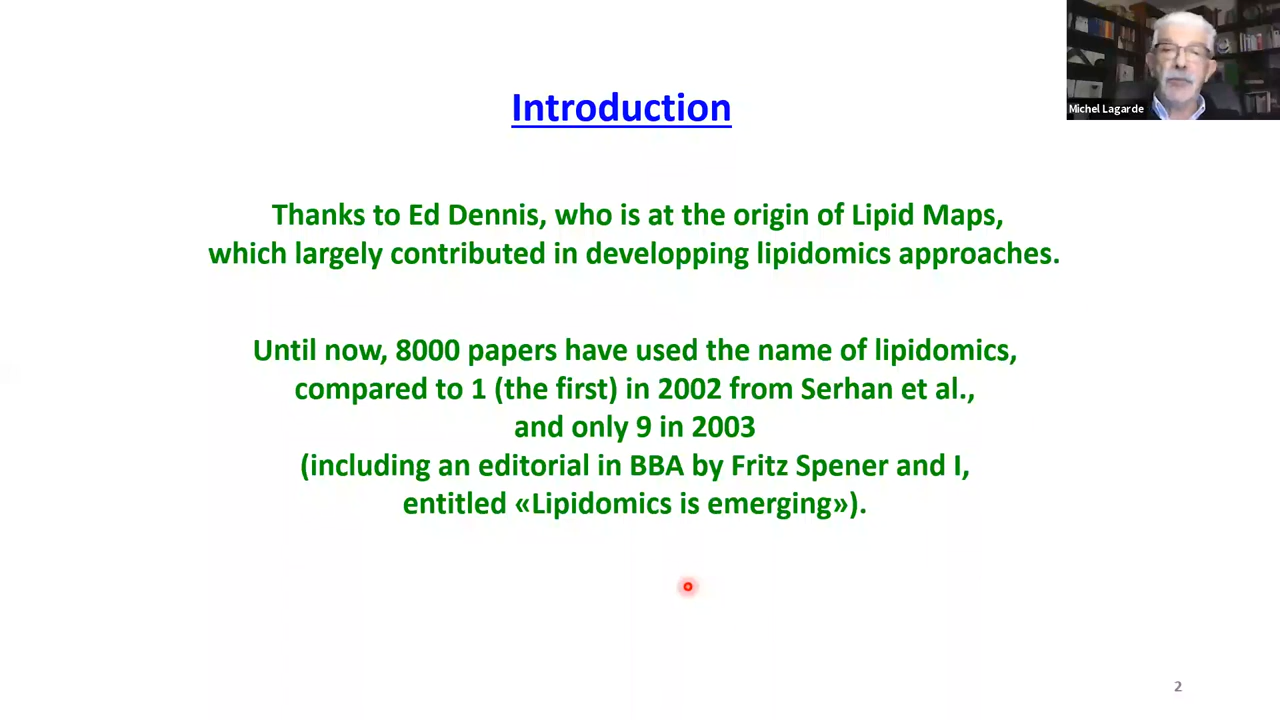 Michel Lagarde
Introduction
Thanks to Ed Dennis, who is at the origin of Lipid Maps,
which largely contributed in developping lipidomics approaches.
Until now, 8000 papers have used the name of lipidomics,
compared to 1 (the first) in 2002 from Serhan et al.,
and only 9 in 2003
(including an editorial in BBA by Fritz Spener and I,
entitled «Lipidomics is emerging»).
2